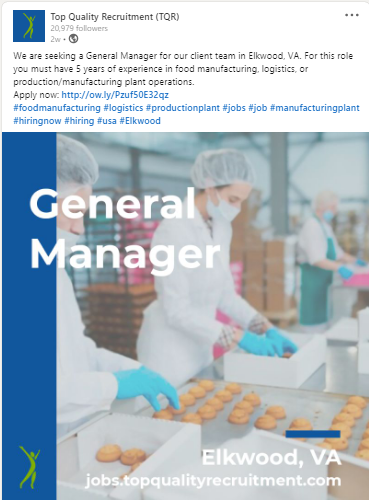 Top Quality Recruitment (TQR)
20,979 followers
2w •
We are seeking a General Manager for our client team in Elkwood, VA. For this role
you must have 5 years of experience in food manufacturing, logistics, or
production/manufacturing plant operations.
Apply now: http://ow.ly/Pzuf50E32qz
#foodmanufacturing #logistics #productionplant #jobs #job #manufacturingplant
#hiringnow #hiring #usa #Elkwood
General
Manager
Elkwood, VA
jobs.topqualityrecruitment.com